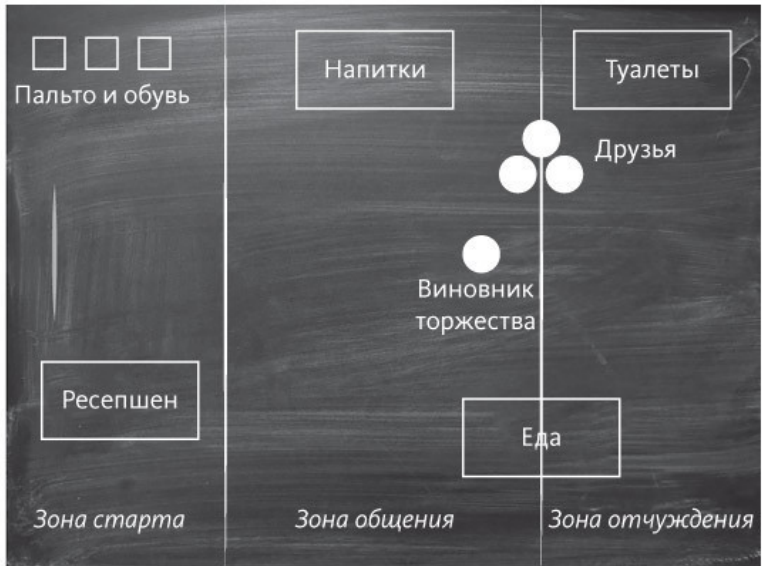 Напитки
Туалеты
Пальто и обувь
Друзья
Виновник
торжества
Ресепшен
Еда
Зона старта
Зона общения
Зона отчуждения